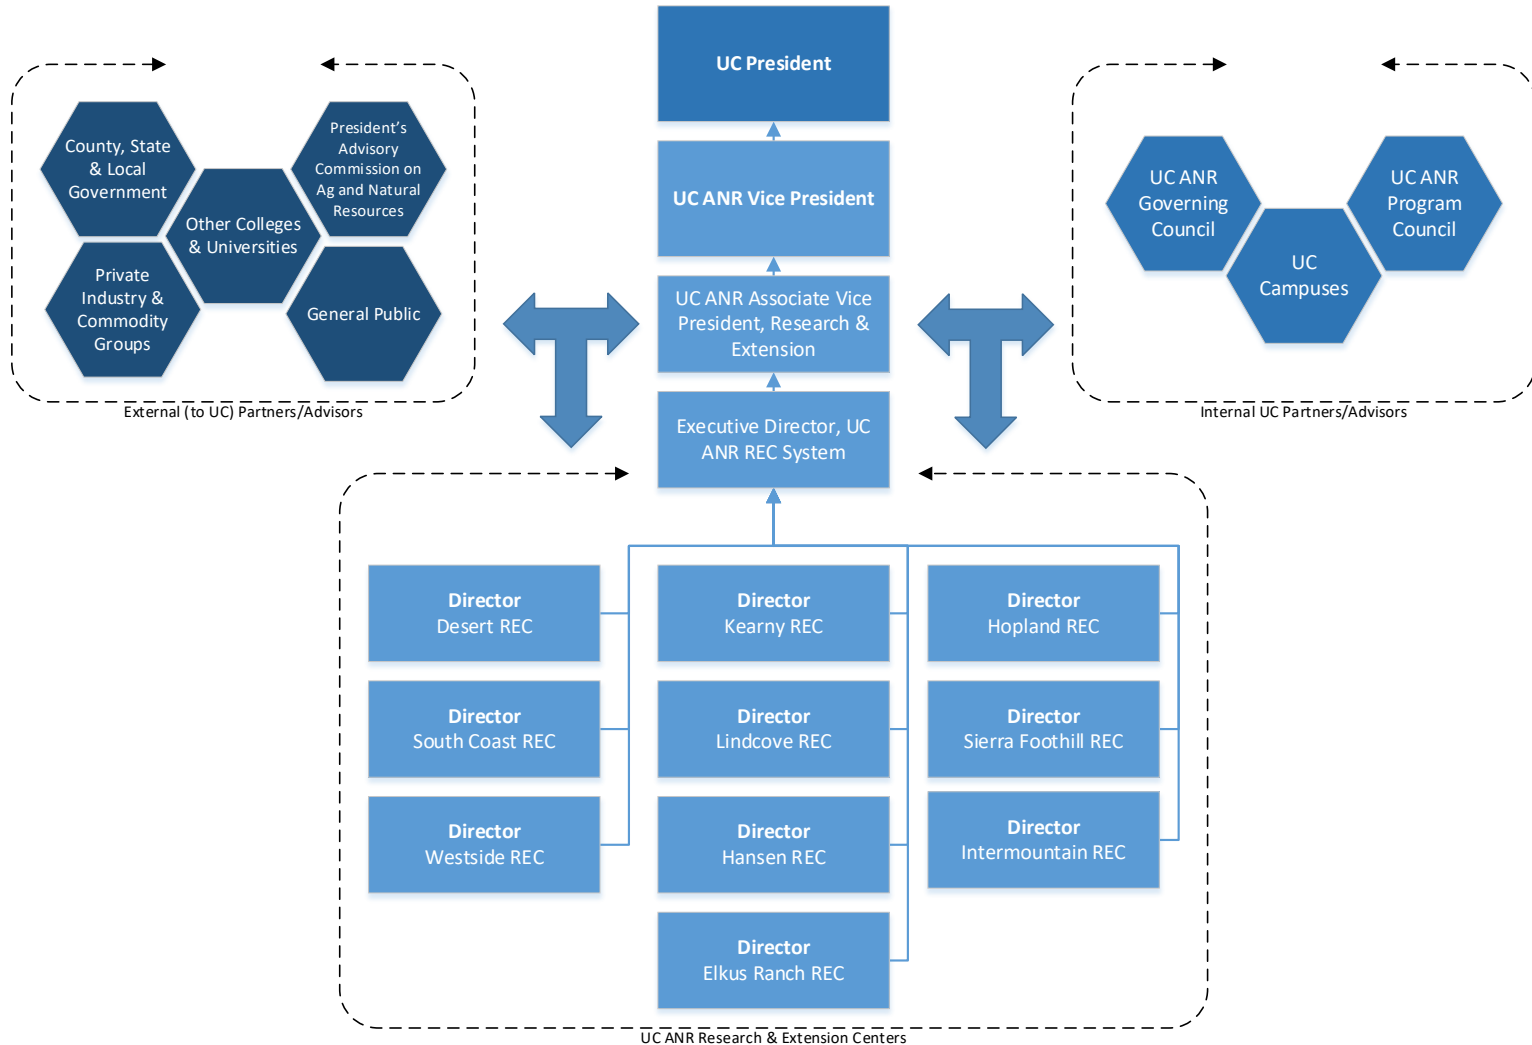 UC President
UC ANR Vice President
UC ANR Associate Vice
President, Research &
Extension
Executive Director, UC
ANR REC System
County, State
& Local
Government
President's
Advisory
Commission on
Ag and Natural
Resources
Other Colleges
& Universities
Private
Industry &
Commodity
Groups
General Public
External (to UC) Partners/Advisors
UC ANR
Governing
Council
UC ANR
Program
Council
UC
Campuses
Internal UC Partners/Advisors
Director
Desert REC
Director
Kearny REC
Director
Hopland REC
Director
South Coast REC
Director
Lindcove REC
Director
Sierra Foothill REC
Director
Westside REC
Director
Hansen REC
Director
Intermountain REC
Director
Elkus Ranch REC
UC ANR Research & Extension Centers